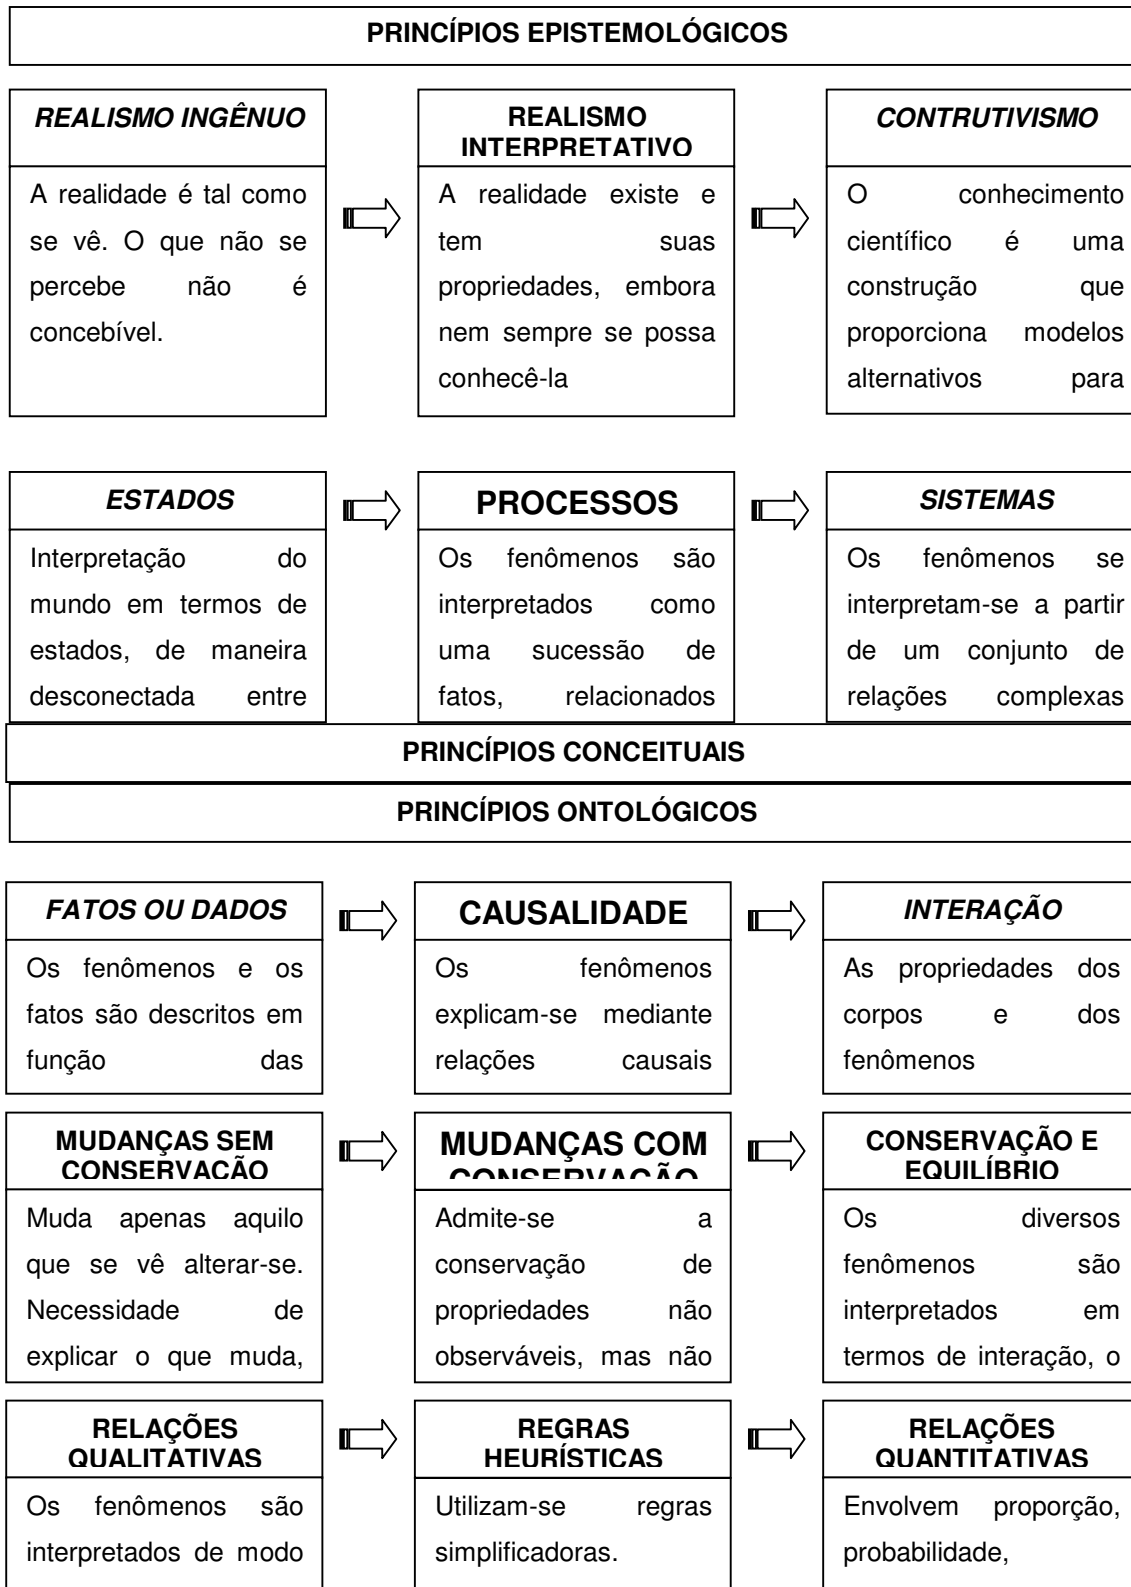 PRINCÍPIOS EPISTEMOLÓGICOS
REALISMO INGÊNUO
A realidade é tal como
se vê. O que não se
percebe não é
concebível.
REALISMO
INTERPRETATIVO
A realidade existe e
tem suas
propriedades, embora
nem sempre se possa
conhecê-la
CONTRUTIVISMO
O conhecimento
científico é uma
construção que
proporciona modelos
alternativos para
ESTADOS
Interpretação do
mundo em termos de
estados, de maneira
desconectada entre
PROCESSOS
Os fenômenos são
interpretados como
uma sucessão de
fatos, relacionados
SISTEMAS
Os fenômenos se
interpretam-se a partir
de um conjunto de
relações complexas
PRINCÍPIOS CONCEITUAIS
PRINCÍPIOS ONTOLÓGICOS
FATOS OU DADOS
Os fenômenos e os
fatos são descritos em
função das
CAUSALIDADE
Os fenômenos
explicam-se mediante
relações causais
INTERAÇÃO
As propriedades dos
corpos e dos
fenômenos
MUDANÇAS SEM
CONSERVAÇÃO
Muda apenas aquilo
que se vê alterar-se.
Necessidade de
explicar o que muda,
MUDANÇAS COM
CONSERVAÇÃO
Admite-se a
conservação de
propriedades não
observáveis, mas não
CONSERVAÇÃO E
EQUILÍBRIO
Os diversos
fenômenos são
interpretados em
termos de interação, o
RELAÇÕES
QUALITATIVAS
Os fenômenos são
interpretados de modo
REGRAS
HEURÍSTICAS
Utilizam-se regras
simplificadoras.
RELAÇÕES
QUANTITATIVAS
Envolvem proporção,
probabilidade,